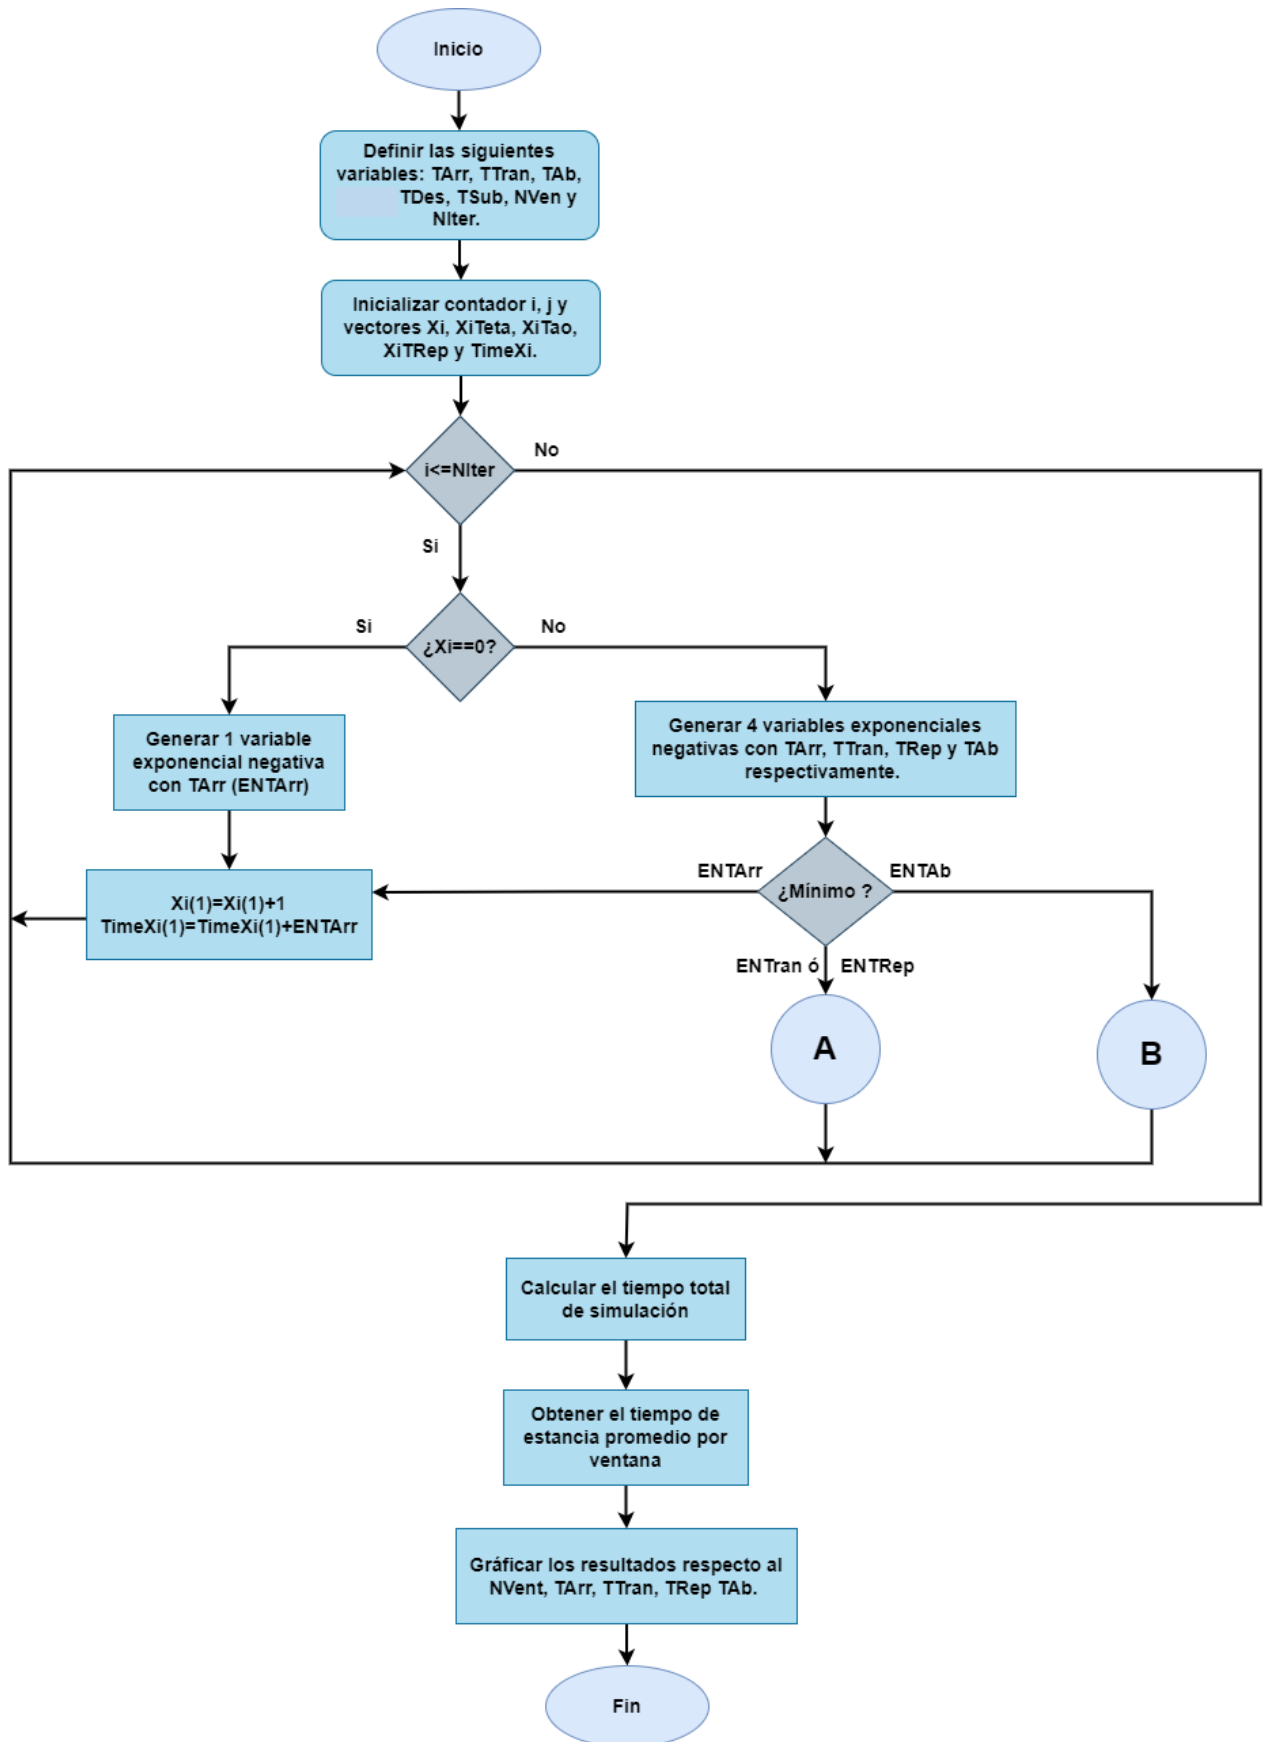 Inicio
Definir las siguientes
variables: TArr, TTran, TAb,
TDes, TSub, NVen y
NIter.
Inicializar contador i, j y
vectores Xi, XiTeta, XiTao,
XiTRep y TimeXi.
i<=NIter
No
Si
¿Xi==0?
Si
No
Generar 1 variable
exponencial negativa
con TArr (ENTArr)
Generar 4 variables exponenciales
negativas con TArr, TTran, TRep y TAb
respectivamente.
Xi(1)=Xi(1)+1
TimeXi(1)=TimeXi(1)+ENTArr
ENTArr
¿Mínimo ?
ENTAb
ENTran ó
ENTRep
A
B
Calcular el tiempo total
de simulación
Obtener el tiempo de
estancia promedio por
ventana
Gráficar los resultados respecto al
NVent, TArr, TTran, TRep TAb.
Fin